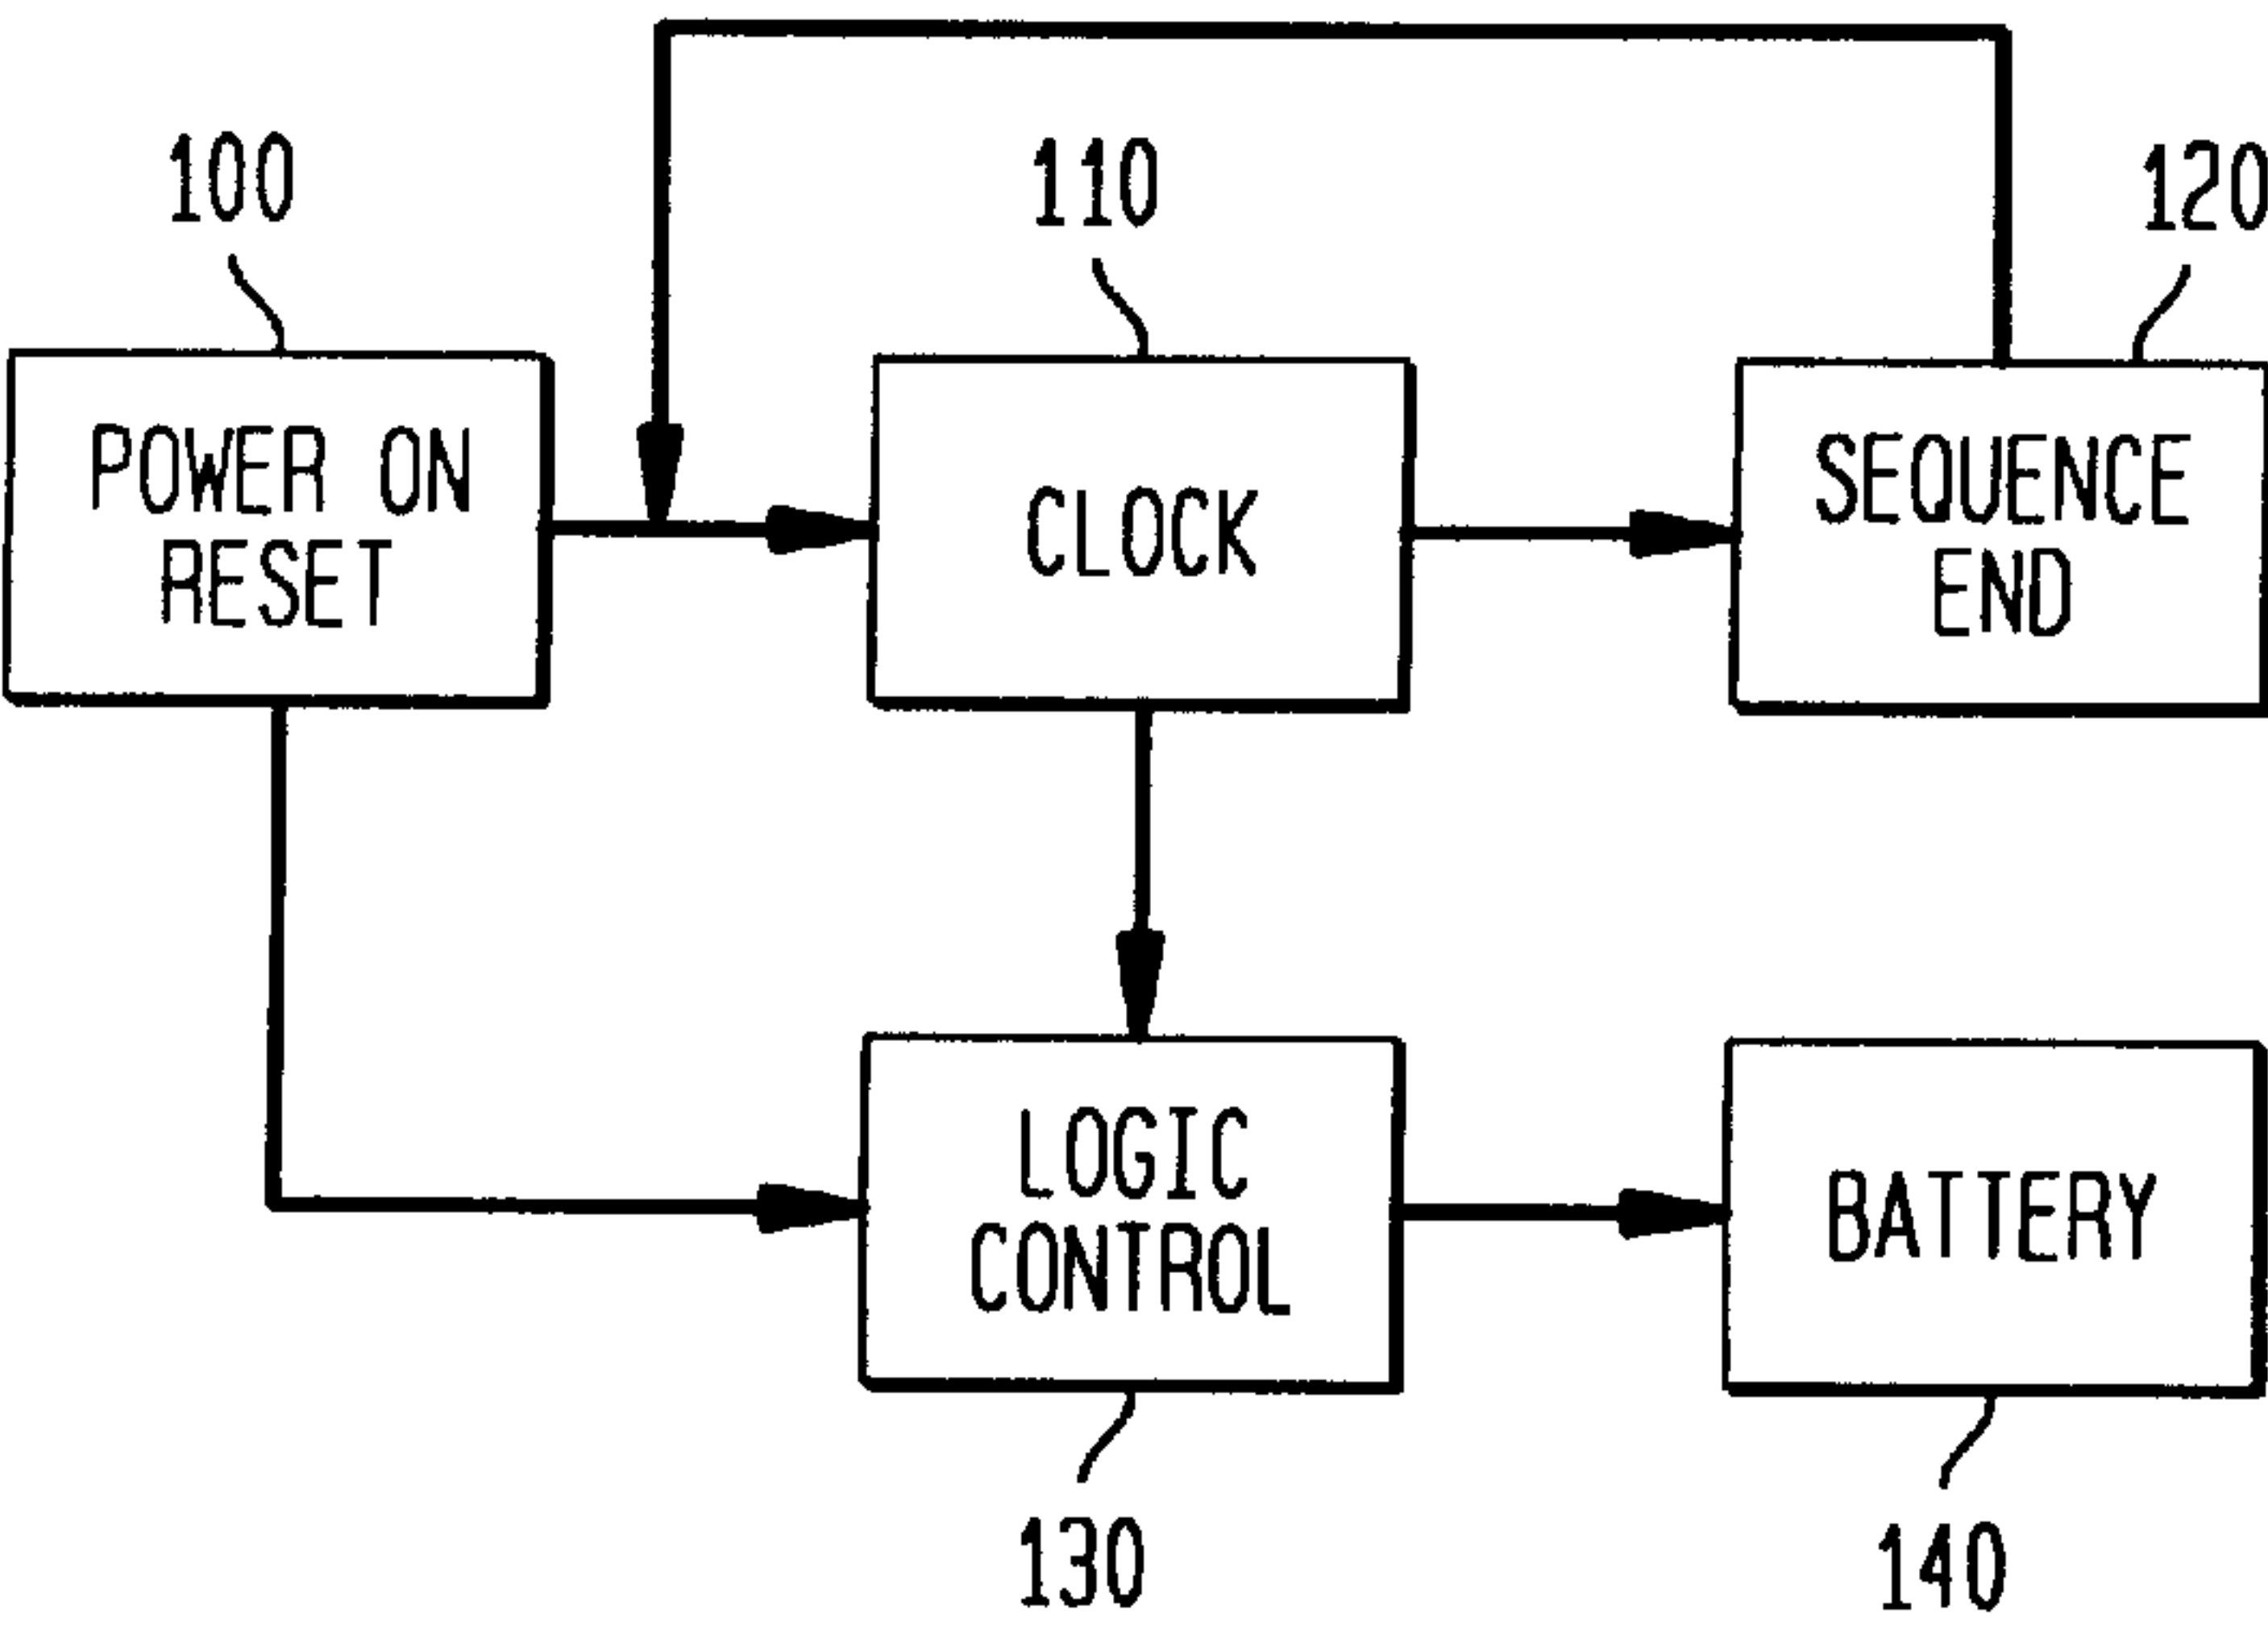 100
110
120
POWER ON
RESET
CLOCK
SEQUENCE
END
LOGIC
CONTROL
BATTERY
130
140